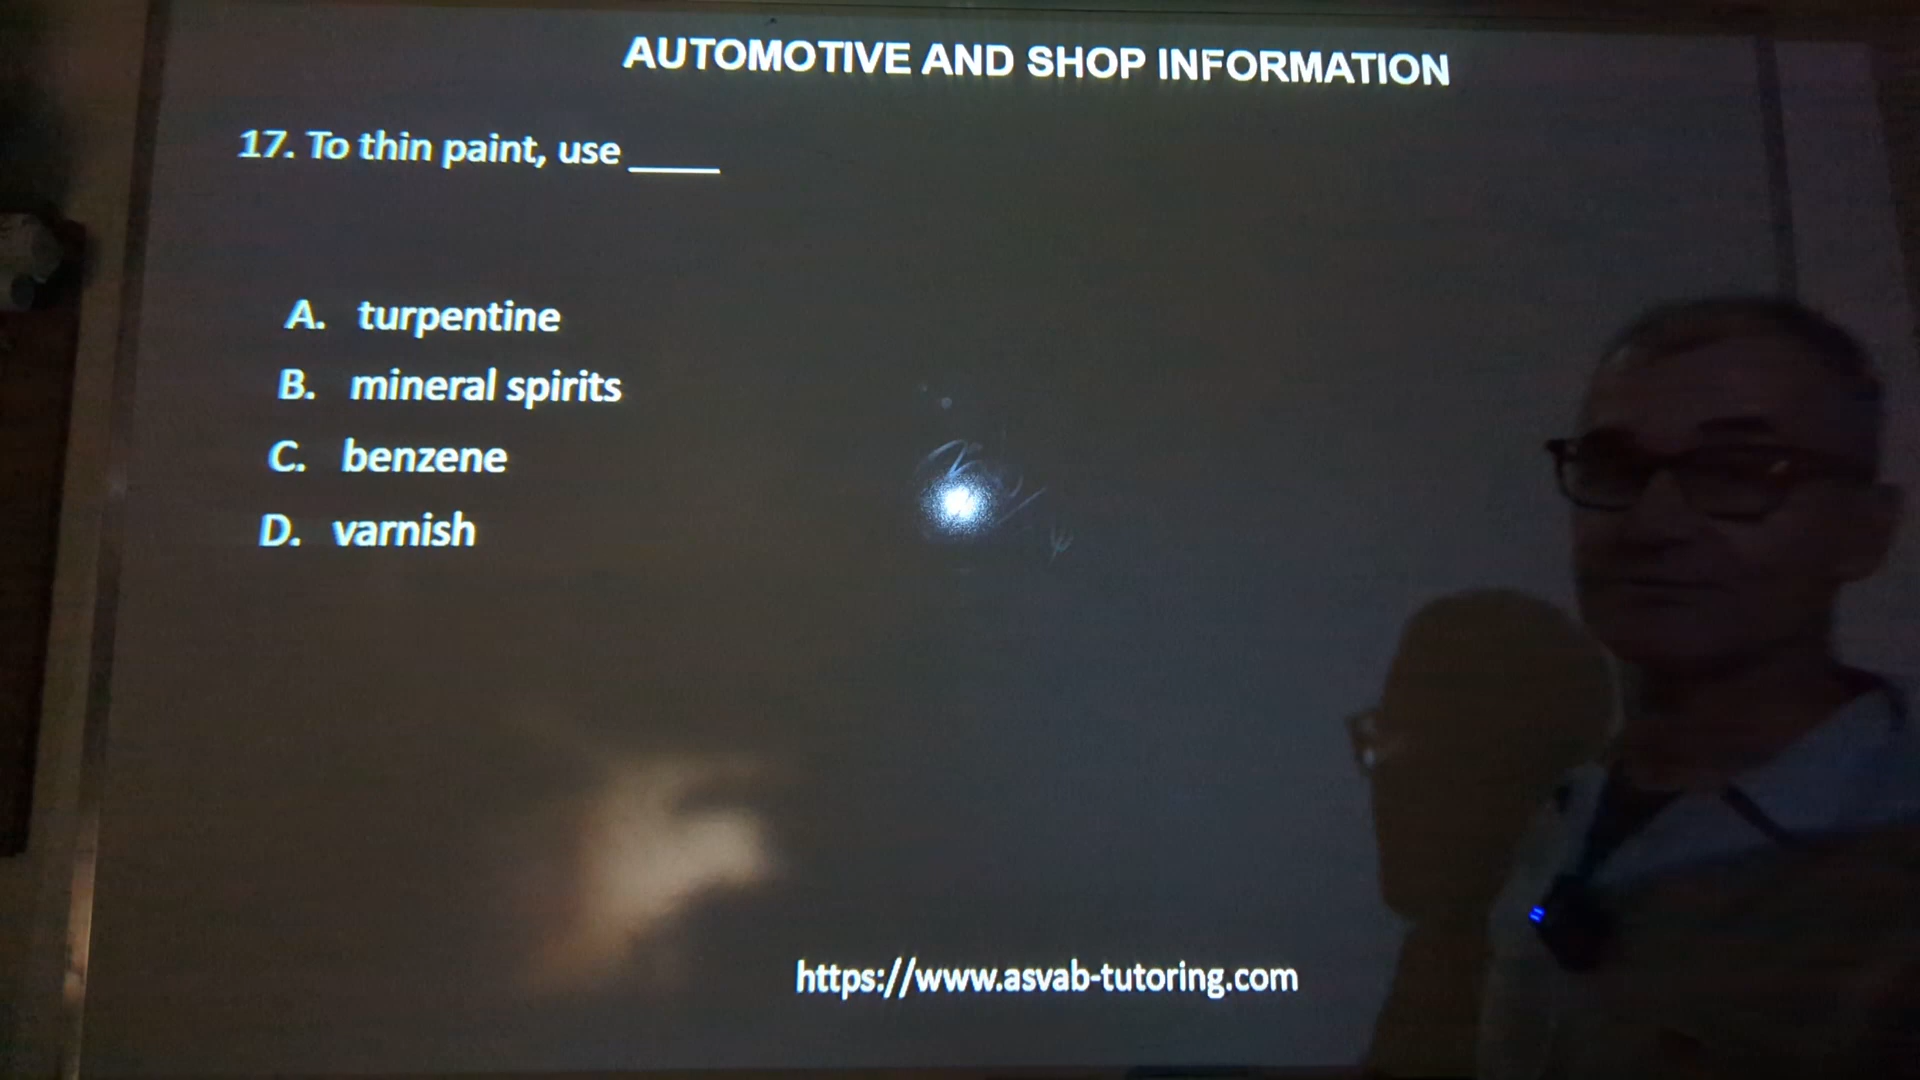 AUTOMOTIVE AND SHOP INFORMATION
17. To thin paint, use _____
A. turpentine
B. mineral spirits
C. benzene
D. varnish
https://www.asvab-tutoring.com